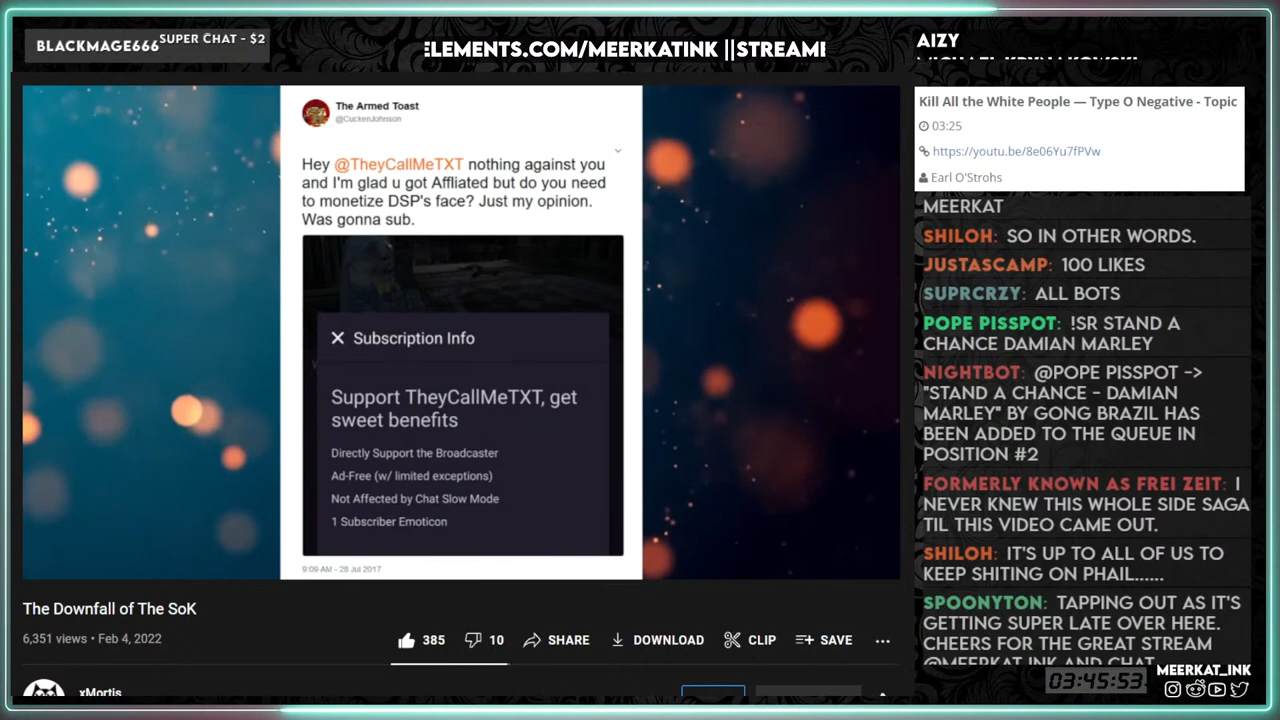 BLACKMAGE666 SUPER CHAT - $2
ELEMENTS.COM/MEERKATINK ||STREAM
AIZY
The Armed Toast
@CuckenJohnson
Hey @TheyCallMeTXT nothing against you
and I'm glad u got Affliated but do you need
to monetize DSP's face? Just my opinion.
Was gonna sub.
Subscription Info
Support TheyCallMeTXT, get
sweet benefits
Directly Support the Broadcaster
Ad-Free (w/ limited exceptions)
Not Affected by Chat Slow Mode
1 Subscriber Emoticon
9:09 AM - 28 Jul 2017
The Downfall of The SoK
6,351 views • Feb 4, 2022
385
10
SHARE
DOWNLOAD
CLIP
SAVE
xMortis
Kill All the White People — Type O Negative - Topic
03:25
https://youtu.be/8e06Yu7fPVw
Earl O'Strohs
MEERKAT
SHILOH: SO IN OTHER WORDS.
JUSTASCAMP: 100 LIKES
SUPRCRZY: ALL BOTS
POPE PISSPOT: !SR STAND A
CHANCE DAMIAN MARLEY
NIGHTBOT: @POPE PISSPOT ->
"STAND A CHANCE - DAMIAN
MARLEY" BY GONG BRAZIL HAS
BEEN ADDED TO THE QUEUE IN
POSITION #2
FORMERLY KNOWN AS FREI ZEIT: I
NEVER KNEW THIS WHOLE SIDE SAGA
TIL THIS VIDEO CAME OUT.
SHILOH: IT'S UP TO ALL OF US TO
KEEP SHITING ON PHAIL......
SPOONYTON: TAPPING OUT AS IT'S
GETTING SUPER LATE OVER HERE.
CHEERS FOR THE GREAT STREAM
@MEERKAT INK AND CHAT
03:45:53
MEERKAT_INK